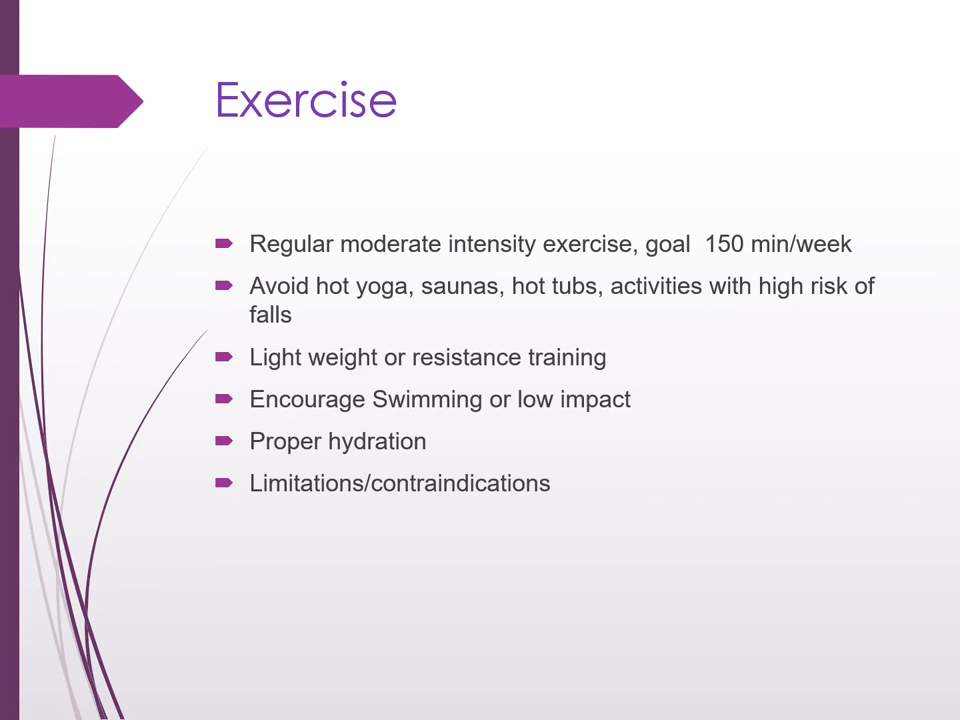 Exercise
Regular moderate intensity exercise, goal  150 min/week
Avoid hot yoga, saunas, hot tubs, activities with high risk of
falls
Light weight or resistance training
Encourage Swimming or low impact
Proper hydration
Limitations/contraindications